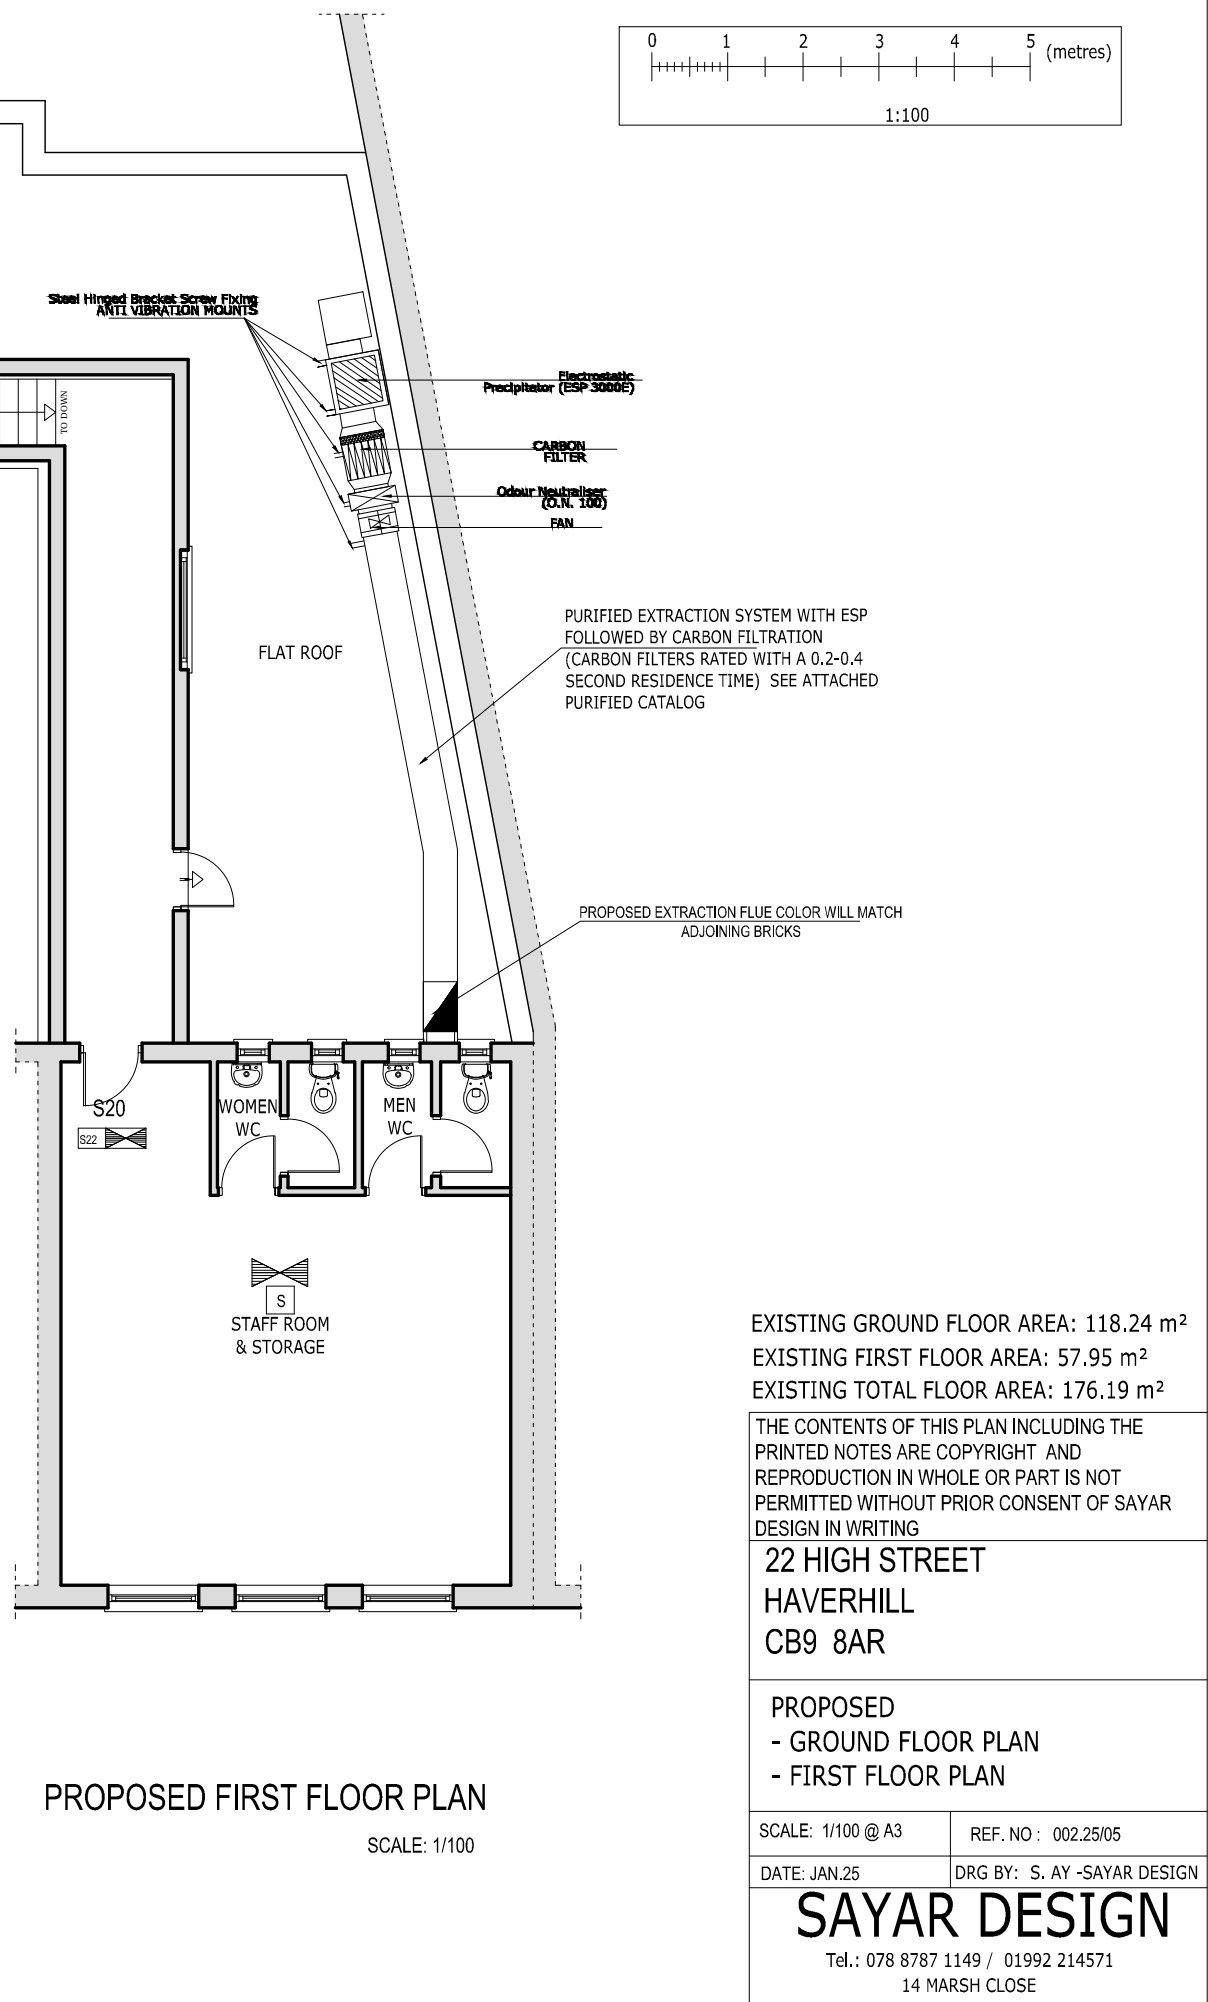 0 1 2 3 4 5 (metres)
1:100
Steel Hinged Bracket Screw Fixing
ANTI VIBRATION MOUNTS
Electrostatic
Precipitator (ESP 3000E)
TO DOWN
CARBON
FILTER
Odour Neutraliser
(O.N. 100)
FAN
PURIFIED EXTRACTION SYSTEM WITH ESP
FOLLOWED BY CARBON FILTRATION
(CARBON FILTERS RATED WITH A 0.2-0.4
SECOND RESIDENCE TIME) SEE ATTACHED
PURIFIED CATALOG
FLAT ROOF
PROPOSED EXTRACTION FLUE COLOR WILL MATCH
ADJOINING BRICKS
S20
S22
WOMEN
WC
MEN
WC
S
STAFF ROOM
& STORAGE
EXISTING GROUND FLOOR AREA: 118.24 m²
EXISTING FIRST FLOOR AREA: 57.95 m²
EXISTING TOTAL FLOOR AREA: 176.19 m²
THE CONTENTS OF THIS PLAN INCLUDING THE
PRINTED NOTES ARE COPYRIGHT AND
REPRODUCTION IN WHOLE OR PART IS NOT
PERMITTED WITHOUT PRIOR CONSENT OF SAYAR
DESIGN IN WRITING
22 HIGH STREET
HAVERHILL
CB9 8AR
PROPOSED
- GROUND FLOOR PLAN
- FIRST FLOOR PLAN
PROPOSED FIRST FLOOR PLAN
SCALE: 1/100
SCALE: 1/100 @ A3
REF. NO : 002.25/05
DATE: JAN.25
DRG BY: S. AY -SAYAR DESIGN
SAYAR DESIGN
Tel.: 078 8787 1149 / 01992 214571
14 MARSH CLOSE